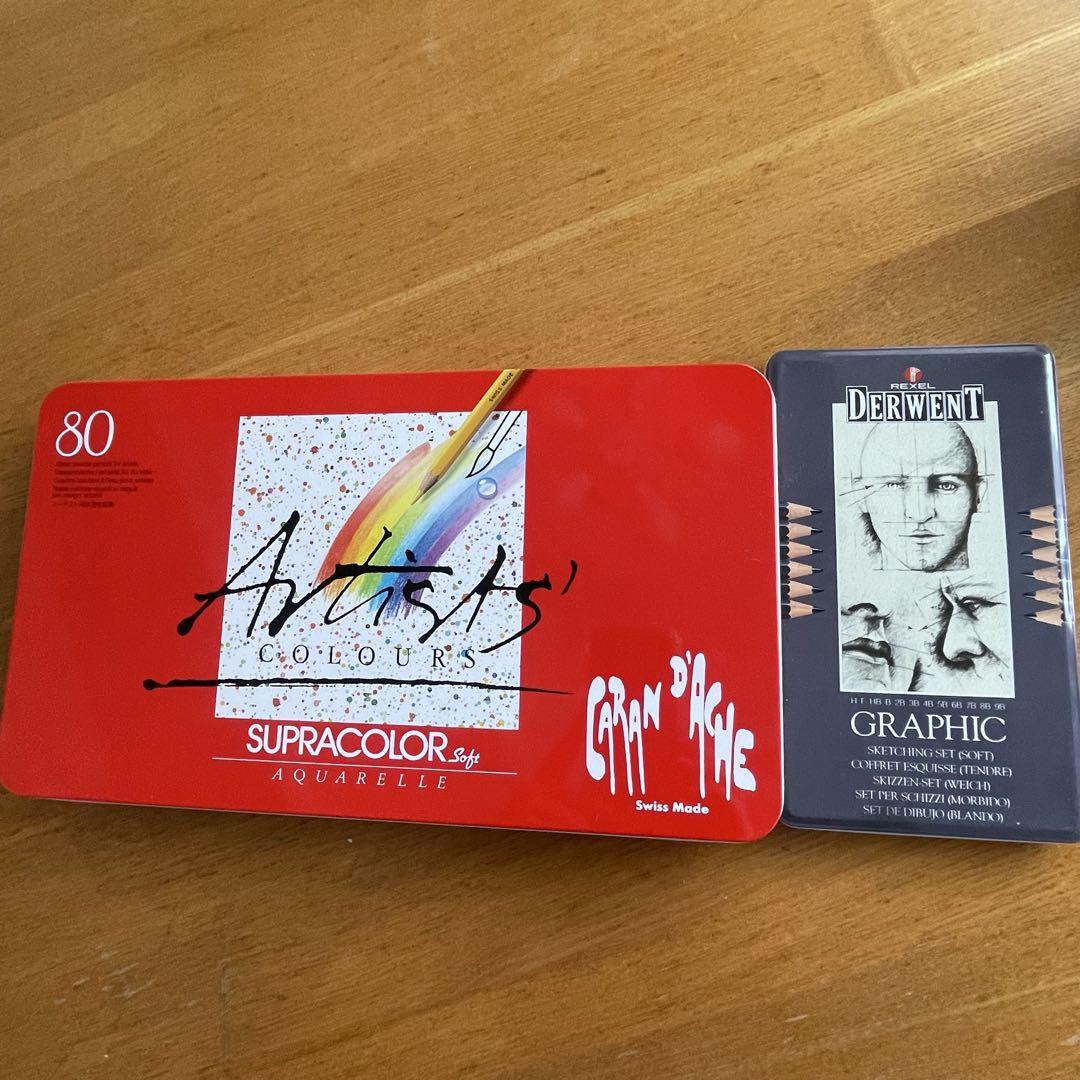 80
SWISS MADE
Artists'
COLOURS
SUPRACOLOR Soft
AQUARELLE
CARAN D'ACHE
Swiss Made
REXEL
DERWENT
H F HB B 2B 3B 4B 5B 6B 7B 8B 9B
GRAPHIC
SKETCHING SET (SOFT)
COFFRET ESQUISSE (TENDRE)
SKIZZEN-SET (WEICH)
SET PER SCHIZZI (MORBIDO)
SET DE DIBUJO (BLANDO)